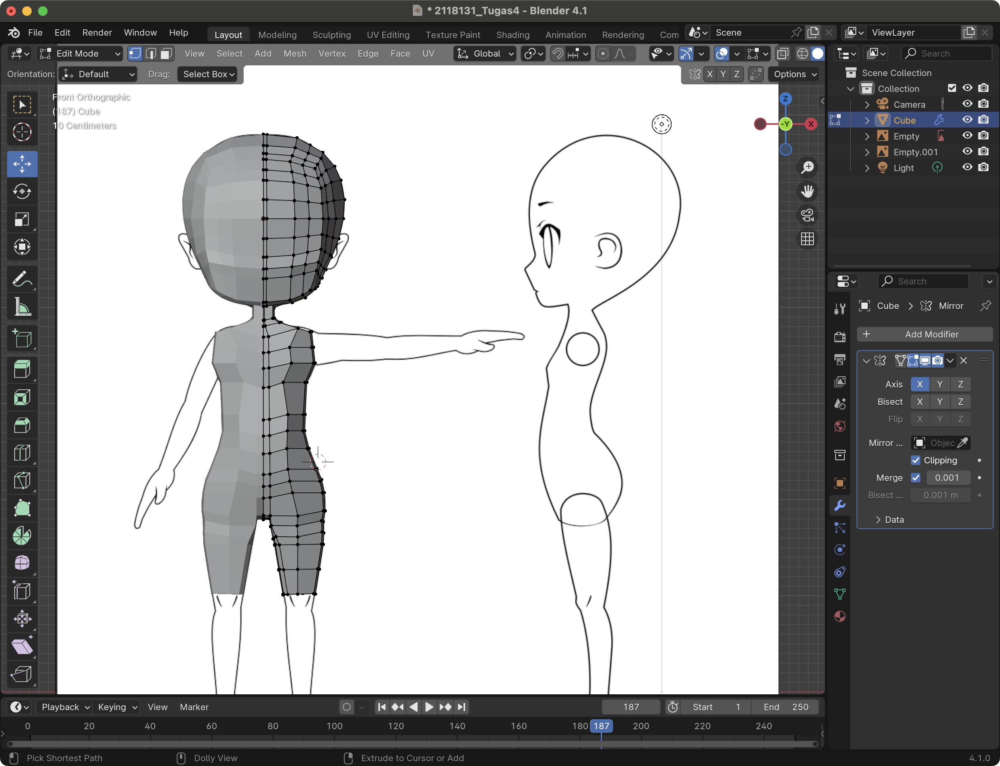 * 2118131_Tugas4 - Blender 4.1
File Edit Render Window Help Layout Modeling Sculpting UV Editing Texture Paint Shading Animation Rendering Com Scene ViewLayer
Edit Mode View Select Add Mesh Vertex Edge Face UV Global Search
Orientation: Default Drag: Select Box X Y Z Options
Scene Collection
Collection
Camera
Cube
Empty
Empty.001
Light
Front Orthographic
(187) Cube
10 Centimeters
Z
-Y X
Search
Cube Mirror
Add Modifier
Axis X Y Z
Bisect X Y Z
Flip X Y Z
Mirror ... Objec
Clipping
Merge 0.001
Bisect ... 0.001 m
Data
Playback Keying View Marker 187 Start 1 End 250
0 20 40 60 80 100 120 140 160 180 187 200 220 240
Pick Shortest Path Dolly View Extrude to Cursor or Add 4.1.0